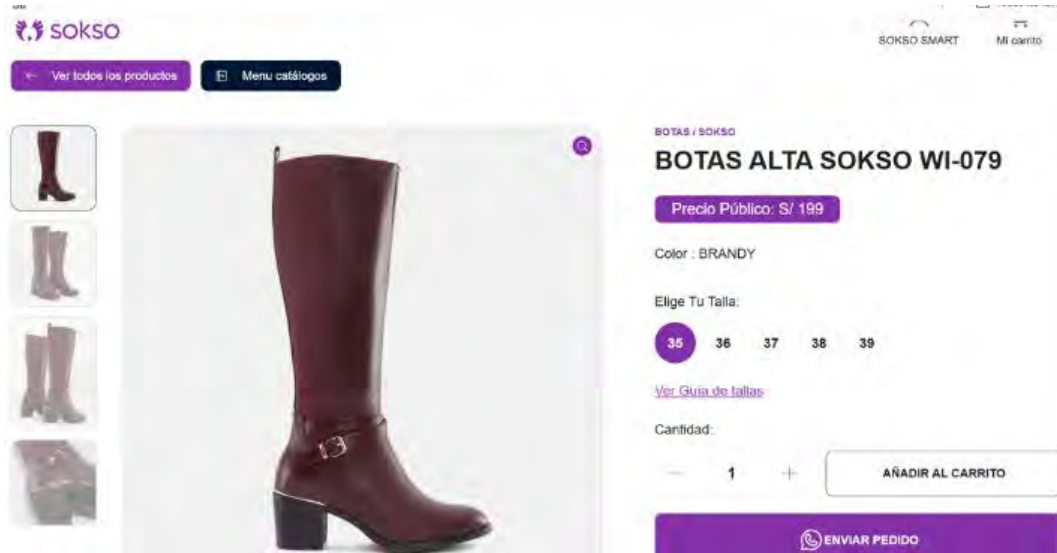 sokso
SOKSO SMART
Mi carrito
← Ver todos los productos
Menu catálogos
BOTAS / SOKSO
BOTAS ALTA SOKSO WI-079
Precio Público: S/ 199
Color : BRANDY
Elige Tu Talla:
35 36 37 38 39
Ver Guía de tallas
Cantidad:
— 1 +
AÑADIR AL CARRITO
ENVIAR PEDIDO